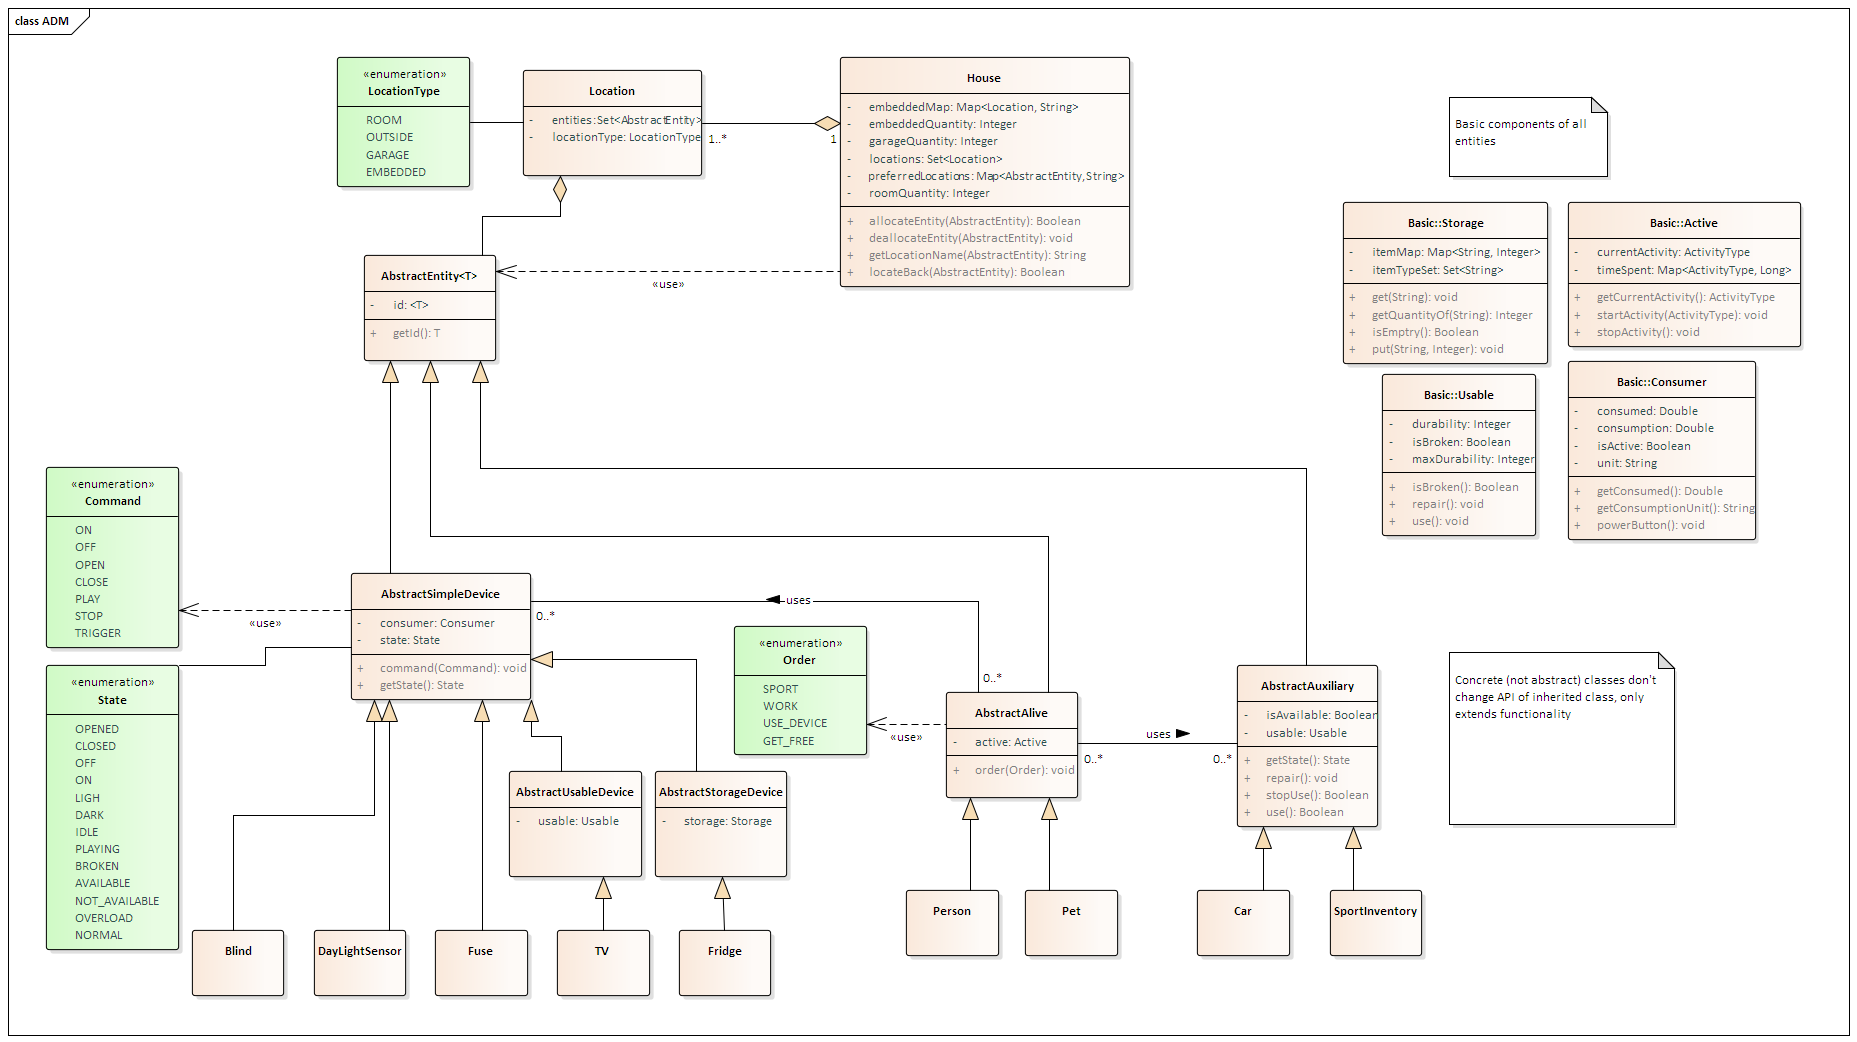 class ADM
«enumeration»
LocationType
ROOM
OUTSIDE
GARAGE
EMBEDDED
Location
- entities:Set<AbstractEntity>
- locationType: LocationType
1..*
1
House
- embeddedMap: Map<Location, String>
- embeddedQuantity: Integer
- garageQuantity: Integer
- locations: Set<Location>
- preferredLocations: Map<AbstractEntity,String>
- roomQuantity: Integer
+ allocateEntity(AbstractEntity): Boolean
+ deallocateEntity(AbstractEntity): void
+ getLocationName(AbstractEntity): String
+ locateBack(AbstractEntity): Boolean
«use»
AbstractEntity<T>
- id: <T>
+ getId(): T
Basic components of all
entities
Basic::Storage
- itemMap: Map<String, Integer>
- itemTypeSet: Set<String>
+ get(String): void
+ getQuantityOf(String): Integer
+ isEmptry(): Boolean
+ put(String, Integer): void
Basic::Active
- currentActivity: ActivityType
- timeSpent: Map<ActivityType, Long>
+ getCurrentActivity(): ActivityType
+ startActivity(ActivityType): void
+ stopActivity(): void
Basic::Usable
- durability: Integer
- isBroken: Boolean
- maxDurability: Integer
+ isBroken(): Boolean
+ repair(): void
+ use(): void
Basic::Consumer
- consumed: Double
- consumption: Double
- isActive: Boolean
- unit: String
+ getConsumed(): Double
+ getConsumptionUnit(): String
+ powerButton(): void
«enumeration»
Command
ON
OFF
OPEN
CLOSE
PLAY
STOP
TRIGGER
«use»
«enumeration»
State
OPENED
CLOSED
OFF
ON
LIGH
DARK
IDLE
PLAYING
BROKEN
AVAILABLE
NOT_AVAILABLE
OVERLOAD
NORMAL
AbstractSimpleDevice
- consumer: Consumer
- state: State
+ command(Command): void
+ getState(): State
0..*
uses
0..*
«enumeration»
Order
SPORT
WORK
USE_DEVICE
GET_FREE
«use»
AbstractAlive
- active: Active
+ order(Order): void
uses
0..*
0..*
AbstractAuxiliary
- isAvailable: Boolean
- usable: Usable
+ getState(): State
+ repair(): void
+ stopUse(): Boolean
+ use(): Boolean
Concrete (not abstract) classes don't
change API of inherited class, only
extends functionality
AbstractUsableDevice
- usable: Usable
AbstractStorageDevice
- storage: Storage
Blind
DayLightSensor
Fuse
TV
Fridge
Person
Pet
Car
SportInventory